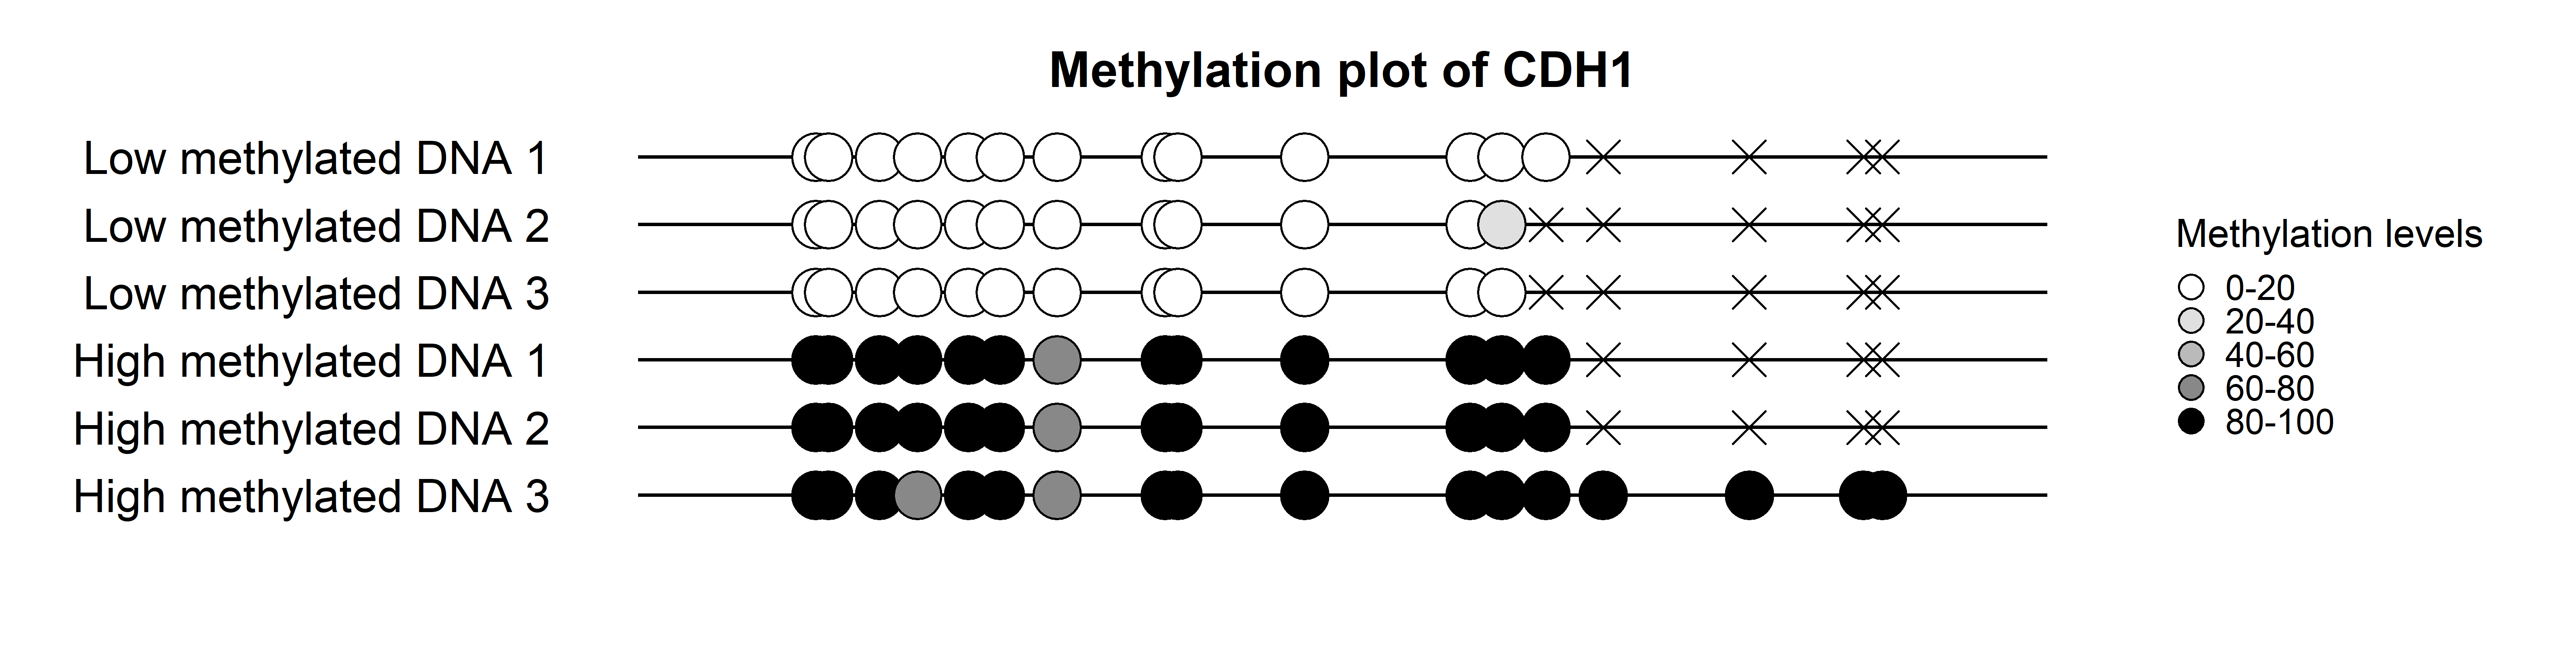 Methylation plot of CDH1
Low methylated DNA 1
Low methylated DNA 2
Low methylated DNA 3
High methylated DNA 1
High methylated DNA 2
High methylated DNA 3
Methylation levels
0-20
20-40
40-60
60-80
80-100